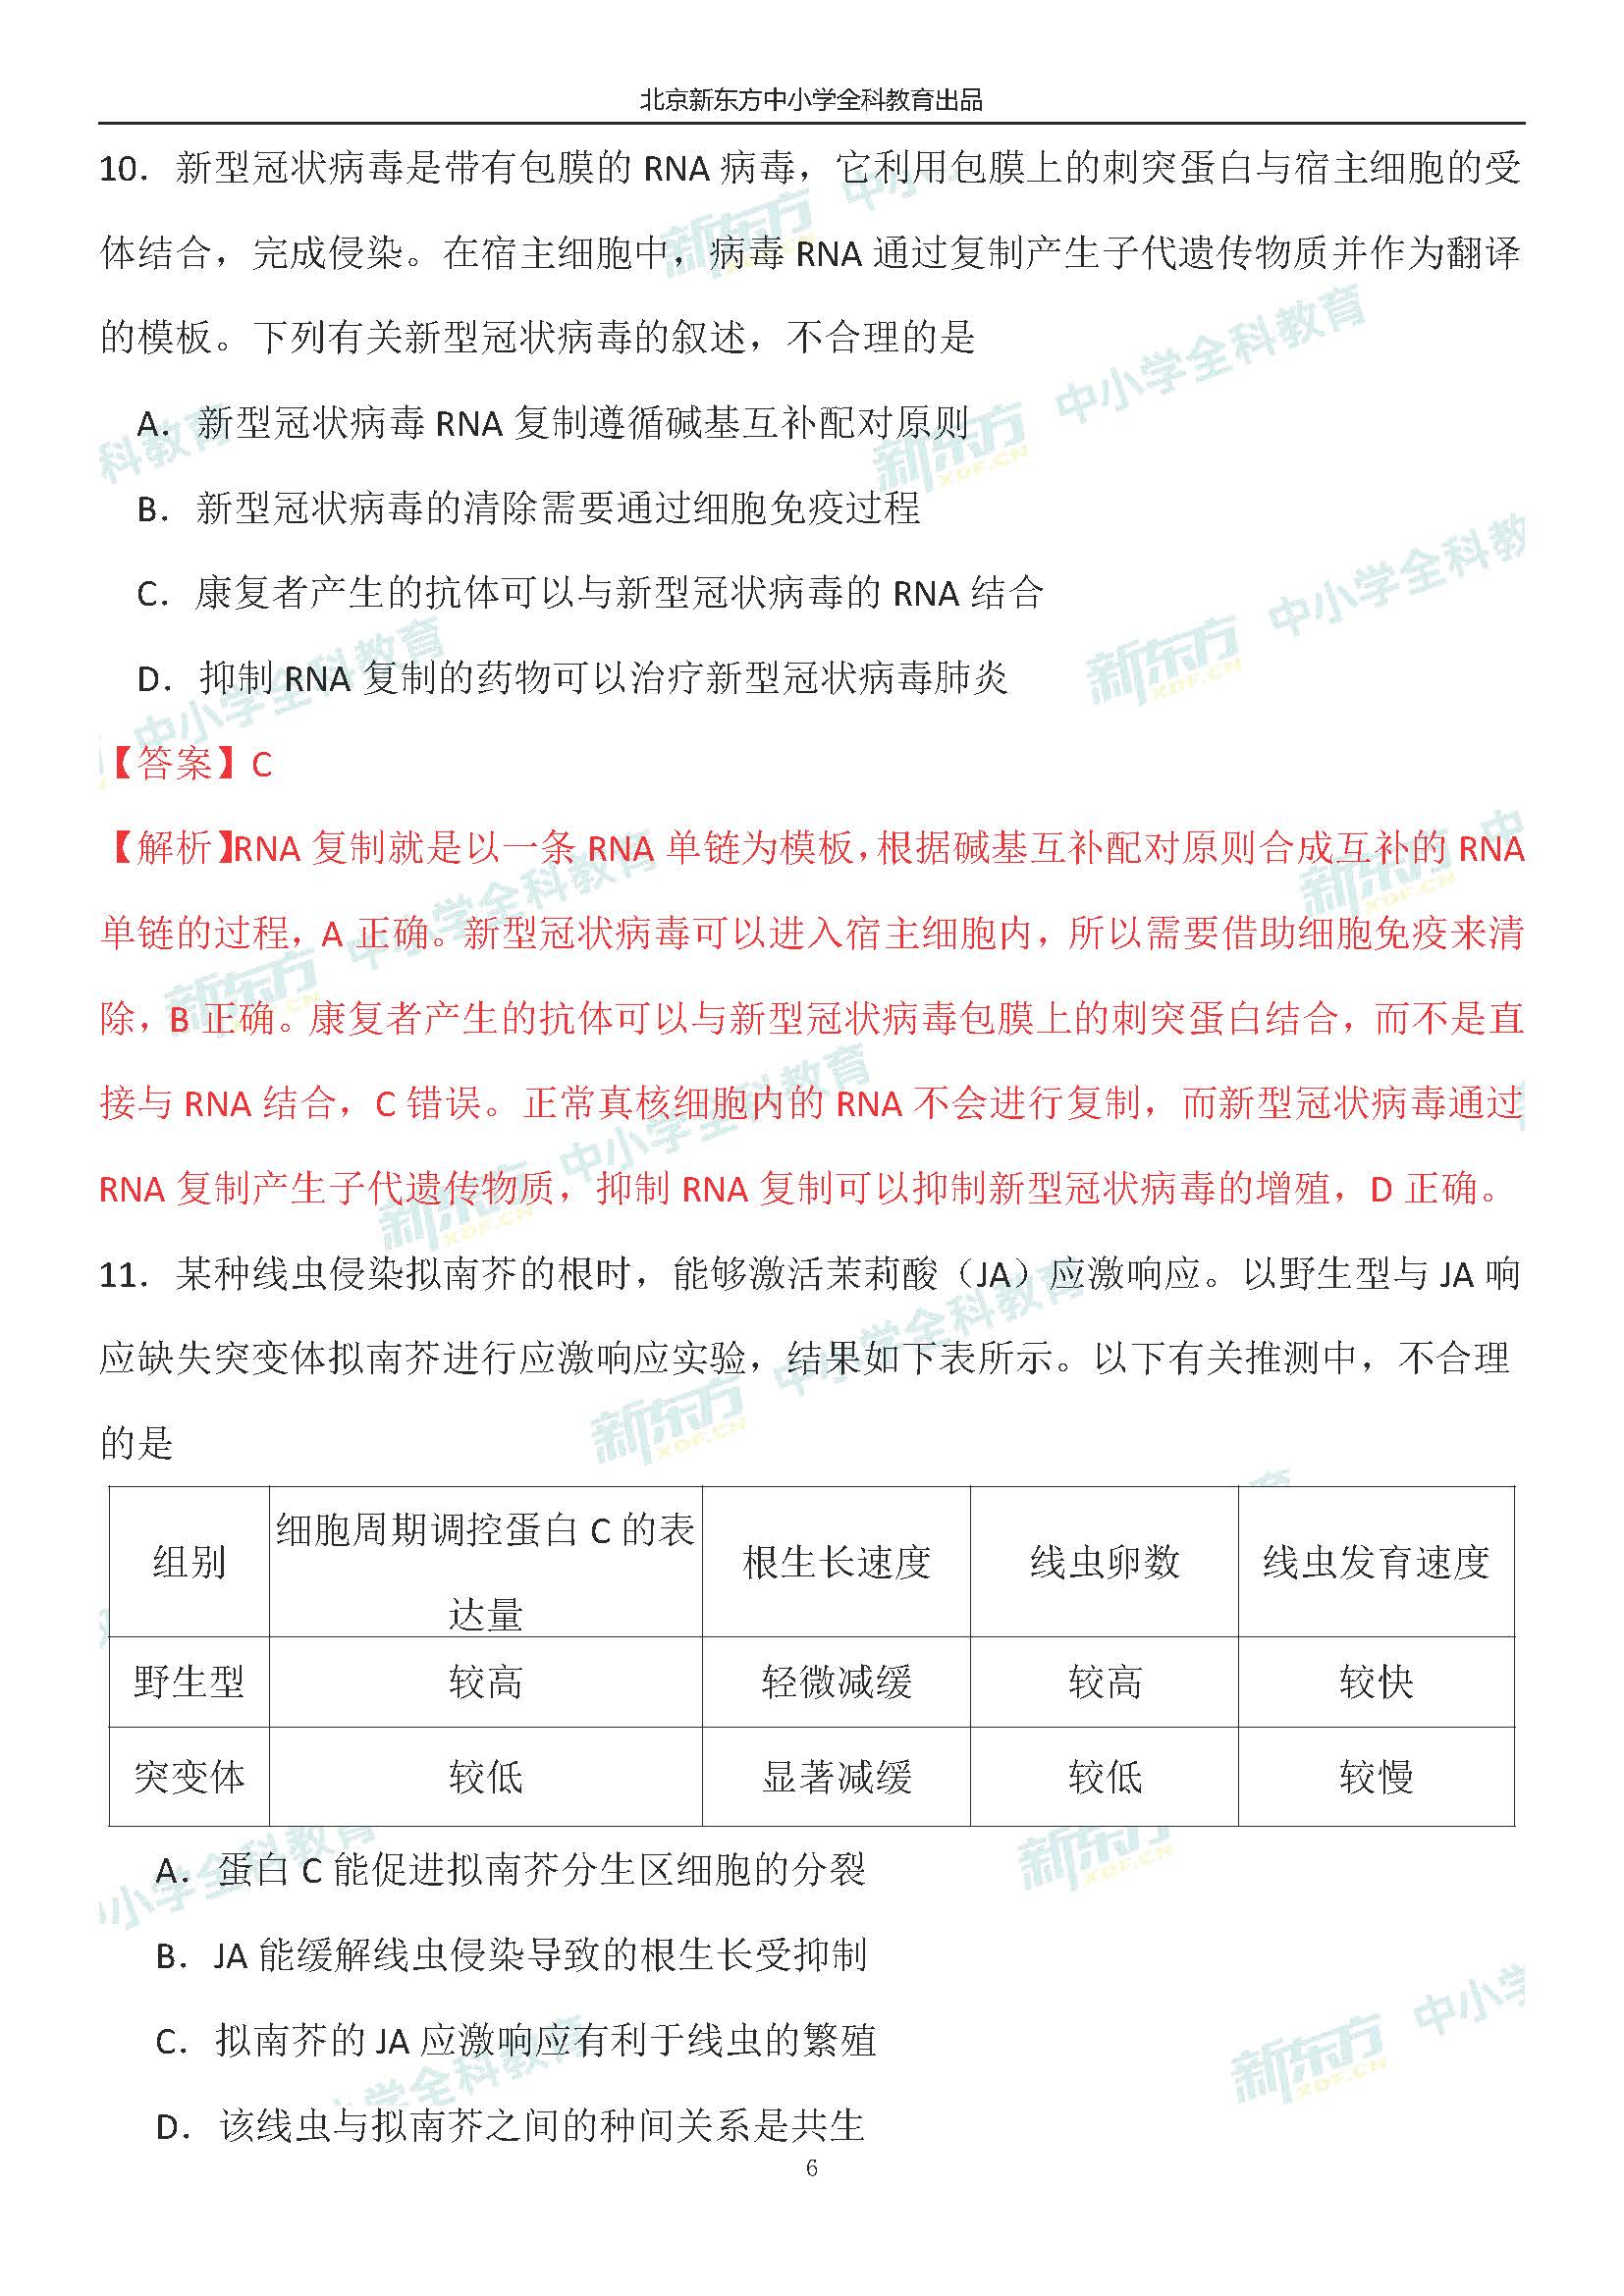 北京新东方中小学全科教育出品
10．新型冠状病毒是带有包膜的 RNA 病毒，它利用包膜上的刺突蛋白与宿主细胞的受
体结合，完成侵染。在宿主细胞中，病毒 RNA 通过复制产生子代遗传物质并作为翻译
的模板。下列有关新型冠状病毒的叙述，不合理的是
A．新型冠状病毒 RNA 复制遵循碱基互补配对原则
B．新型冠状病毒的清除需要通过细胞免疫过程
C．康复者产生的抗体可以与新型冠状病毒的 RNA 结合
D．抑制 RNA 复制的药物可以治疗新型冠状病毒肺炎
【答案】C
【解析】RNA 复制就是以一条 RNA 单链为模板，根据碱基互补配对原则合成互补的 RNA
单链的过程，A 正确。新型冠状病毒可以进入宿主细胞内，所以需要借助细胞免疫来清
除，B 正确。康复者产生的抗体可以与新型冠状病毒包膜上的刺突蛋白结合，而不是直
接与 RNA 结合，C 错误。正常真核细胞内的 RNA 不会进行复制，而新型冠状病毒通过
RNA 复制产生子代遗传物质，抑制 RNA 复制可以抑制新型冠状病毒的增殖，D 正确。
11．某种线虫侵染拟南芥的根时，能够激活茉莉酸（JA）应激响应。以野生型与 JA 响
应缺失突变体拟南芥进行应激响应实验，结果如下表所示。以下有关推测中，不合理
的是
组别 细胞周期调控蛋白 C 的表达量 根生长速度 线虫卵数 线虫发育速度
野生型 较高 轻微减缓 较高 较快
突变体 较低 显著减缓 较低 较慢
A．蛋白 C 能促进拟南芥分生区细胞的分裂
B．JA 能缓解线虫侵染导致的根生长受抑制
C．拟南芥的 JA 应激响应有利于线虫的繁殖
D．该线虫与拟南芥之间的种间关系是共生
6